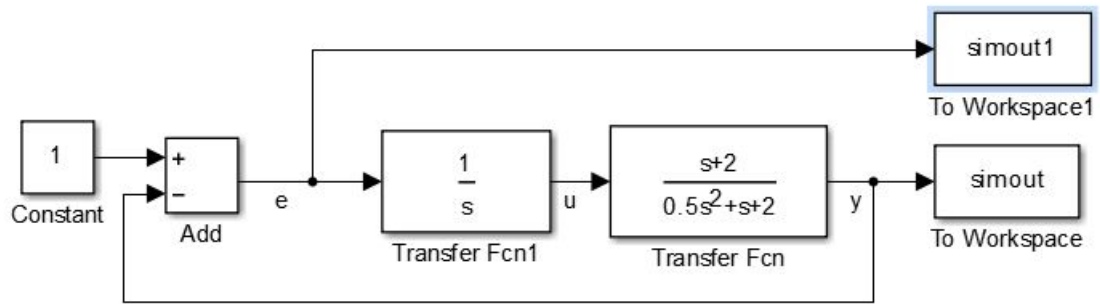 simout1
To Workspace1
1
Constant
+
−
Add
e
1
s
Transfer Fcn1
u
s+2
0.5s²+s+2
Transfer Fcn
y
simout
To Workspace